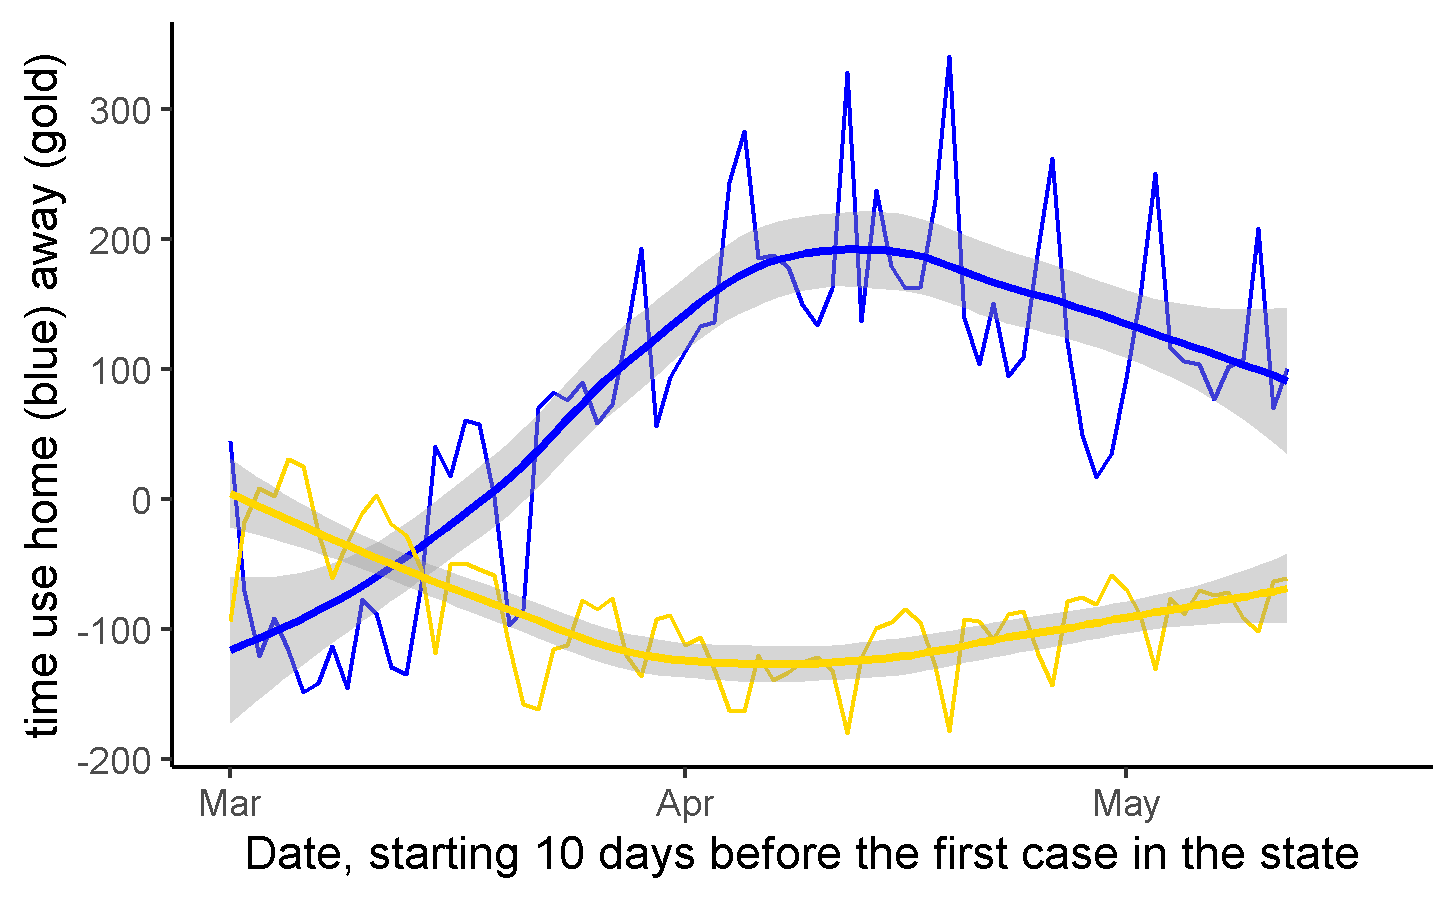 time use home (blue) away (gold)
300
200
100
0
-100
-200
Mar
Apr
May
Date, starting 10 days before the first case in the state